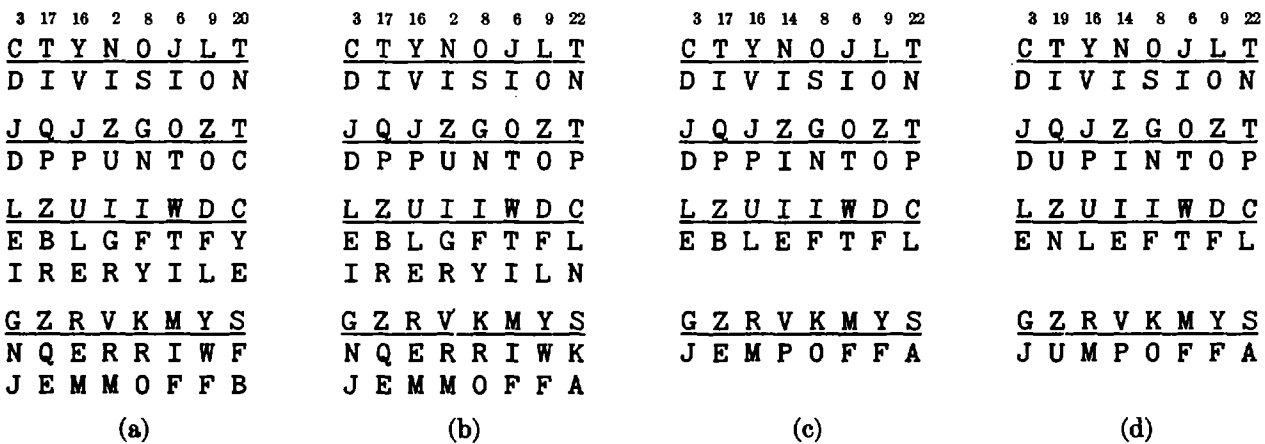 3 17 16 2 8 6 9 20
C T Y N O J L T
D I V I S I O N
J Q J Z G O Z T
D P P U N T O C
L Z U I I W D C
E B L G F T F Y
I R E R Y I L E
G Z R V K M Y S
N Q E R R I W F
J E M M O F F B
(a)
3 17 16 2 8 6 9 22
C T Y N O J L T
D I V I S I O N
J Q J Z G O Z T
D P P U N T O P
L Z U I I W D C
E B L G F T F L
I R E R Y I L N
G Z R V K M Y S
N Q E R R I W K
J E M M O F F A
(b)
3 17 16 14 8 6 9 22
C T Y N O J L T
D I V I S I O N
J Q J Z G O Z T
D P P I N T O P
L Z U I I W D C
E B L E F T F L
G Z R V K M Y S
J E M P O F F A
(c)
3 19 16 14 8 6 9 22
C T Y N O J L T
D I V I S I O N
J Q J Z G O Z T
D U P I N T O P
L Z U I I W D C
E N L E F T F L
G Z R V K M Y S
J U M P O F F A
(d)